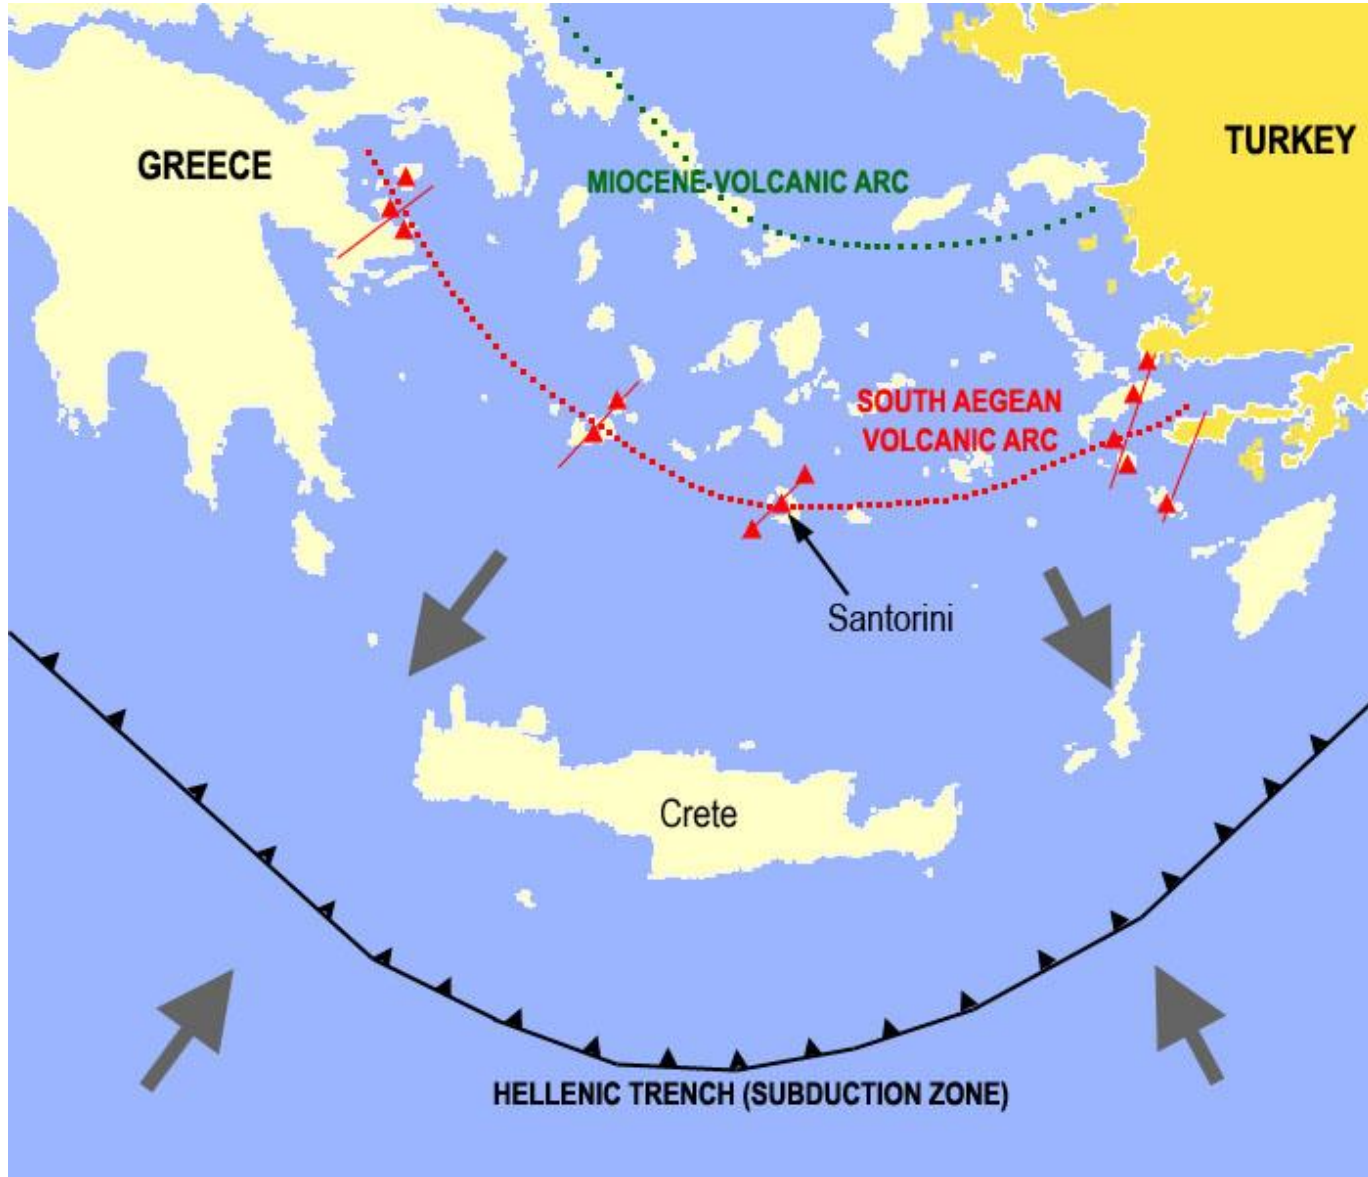 TURKEY
GREECE
MIOCENE VOLCANIC ARC
SOUTH AEGEAN
VOLCANIC ARC
Santorini
Crete
HELLENIC TRENCH (SUBDUCTION ZONE)